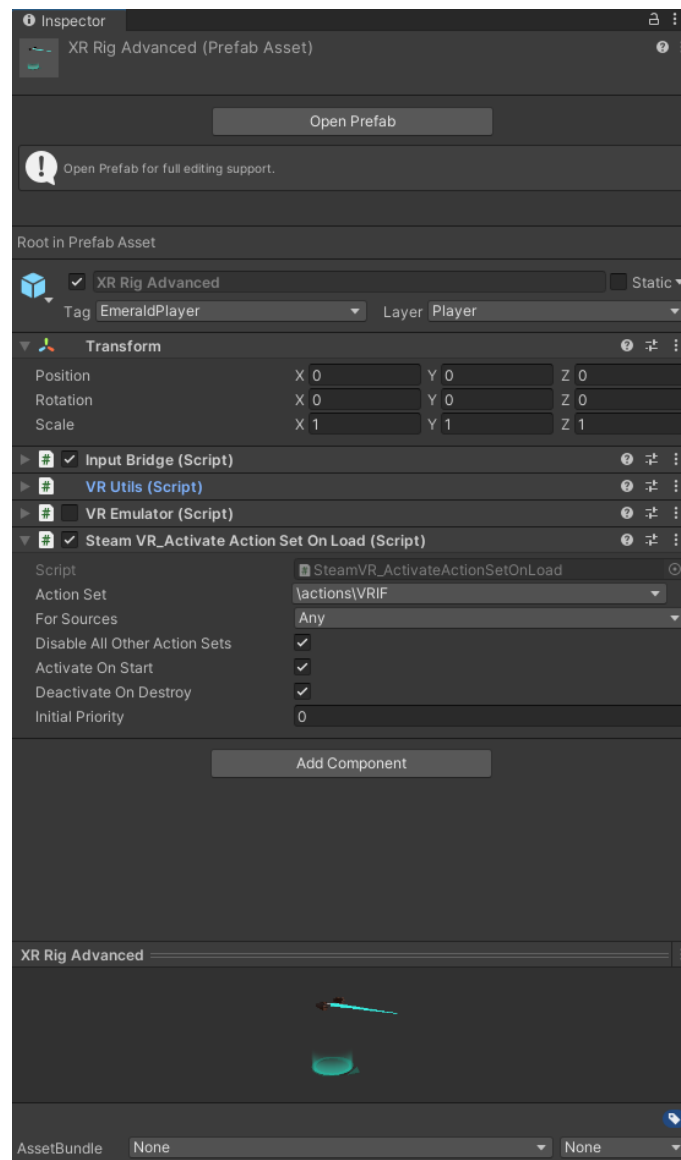 Inspector
XR Rig Advanced (Prefab Asset)
Open Prefab
Open Prefab for full editing support.
Root in Prefab Asset
XR Rig Advanced Static
Tag EmeraldPlayer Layer Player
Transform
Position X 0 Y 0 Z 0
Rotation X 0 Y 0 Z 0
Scale X 1 Y 1 Z 1
# Input Bridge (Script)
# VR Utils (Script)
# VR Emulator (Script)
# Steam VR_Activate Action Set On Load (Script)
Script # SteamVR_ActivateActionSetOnLoad
Action Set \actions\VRIF
For Sources Any
Disable All Other Action Sets
Activate On Start
Deactivate On Destroy
Initial Priority 0
Add Component
XR Rig Advanced
AssetBundle None None